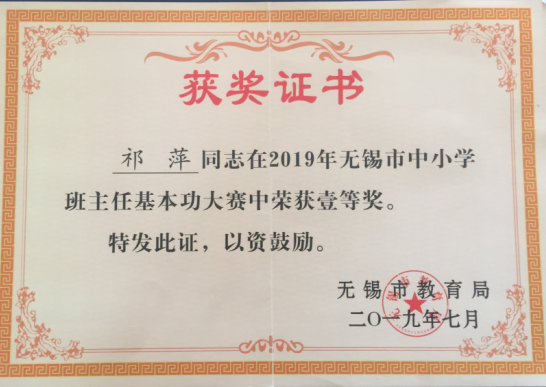 获奖证书
祁萍同志在2019年无锡市中小学
班主任基本功大赛中荣获壹等奖。
特发此证，以资鼓励。
无锡市教育局
二〇一九年七月